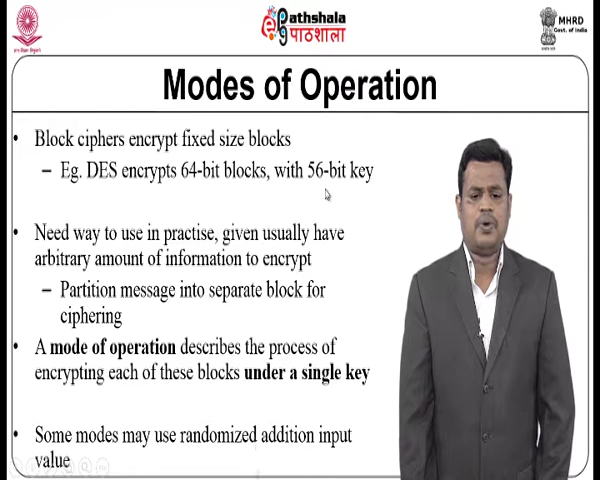 Pathshala
पाठशाला
MHRD
Govt. of India
Modes of Operation
• Block ciphers encrypt fixed size blocks
– Eg. DES encrypts 64-bit blocks, with 56-bit key
• Need way to use in practise, given usually have
arbitrary amount of information to encrypt
– Partition message into separate block for
ciphering
• A mode of operation describes the process of
encrypting each of these blocks under a single key
• Some modes may use randomized addition input
value